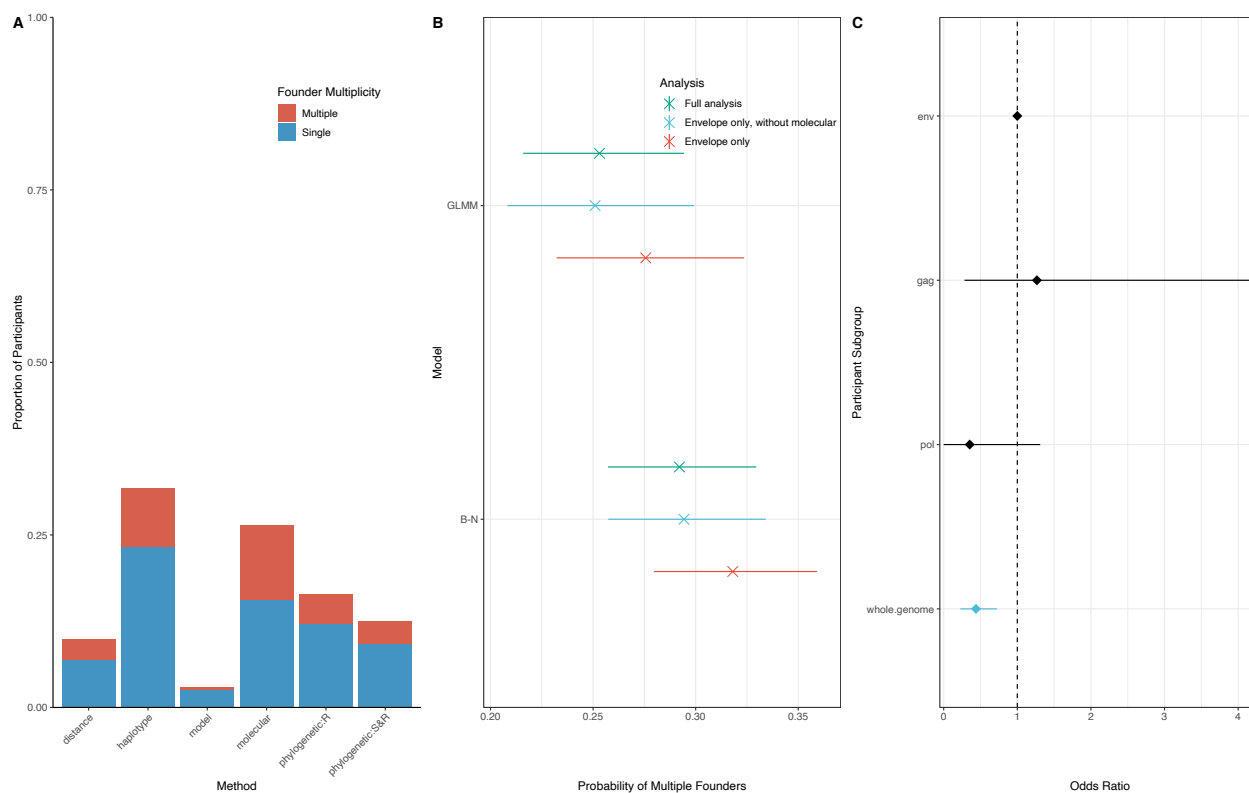 A
Proportion of Participants
1.00
0.75
0.50
0.25
0.00
Founder Multiplicity
Multiple
Single
distance
haplotype
model
molecular
phylogenetic:R
phylogenetic:S&R
Method
B
Model
GLMM
B-N
Analysis
Full analysis
Envelope only, without molecular
Envelope only
0.20
0.25
0.30
0.35
Probability of Multiple Founders
C
Participant Subgroup
env
gag
pol
whole.genome
0
1
2
3
4
Odds Ratio